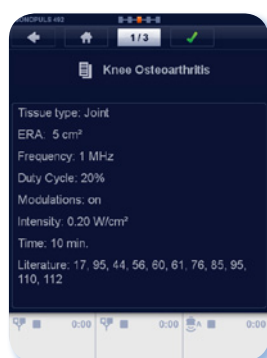 SONOPULS 492
1/3
Knee Osteoarthritis
Tissue type: Joint
ERA: 5 cm²
Frequency: 1 MHz
Duty Cycle: 20%
Modulations: on
Intensity: 0.20 W/cm²
Time: 10 min.
Literature: 17, 95, 44, 56, 60, 61, 76, 85, 95,
110, 112
0:00 0:00 A 0:00